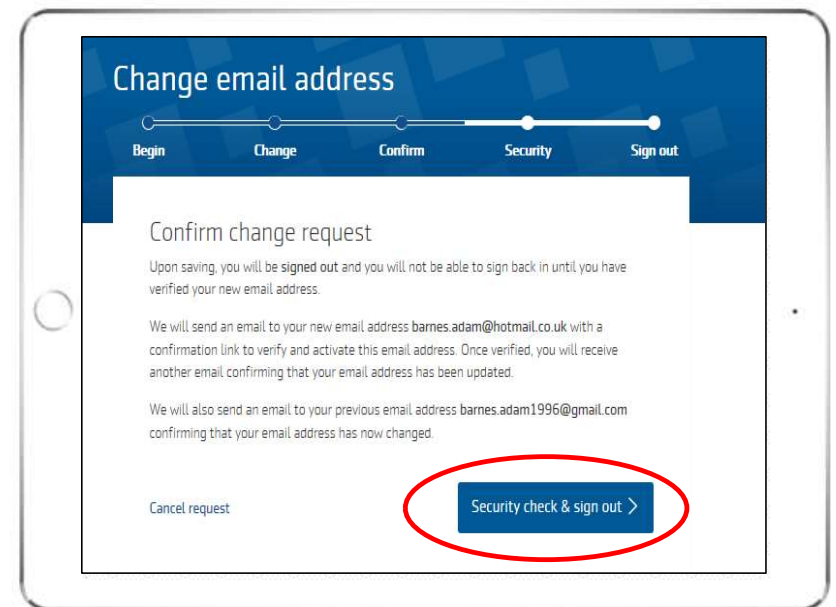 Change email address
Begin Change Confirm Security Sign out
Confirm change request
Upon saving, you will be signed out and you will not be able to sign back in until you have
verified your new email address.
We will send an email to your new email address barnes.adam@hotmail.co.uk with a
confirmation link to verify and activate this email address. Once verified, you will receive
another email confirming that your email address has been updated.
We will also send an email to your previous email address barnes.adam1996@gmail.com
confirming that your email address has now changed.
Cancel request
Security check & sign out >